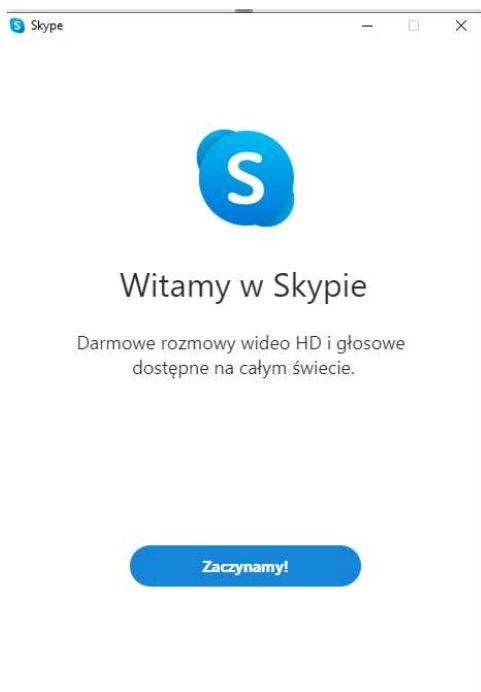 Skype
S
Witamy w Skypie
Darmowe rozmowy wideo HD i głosowe
dostępne na całym świecie.
Zaczynamy!